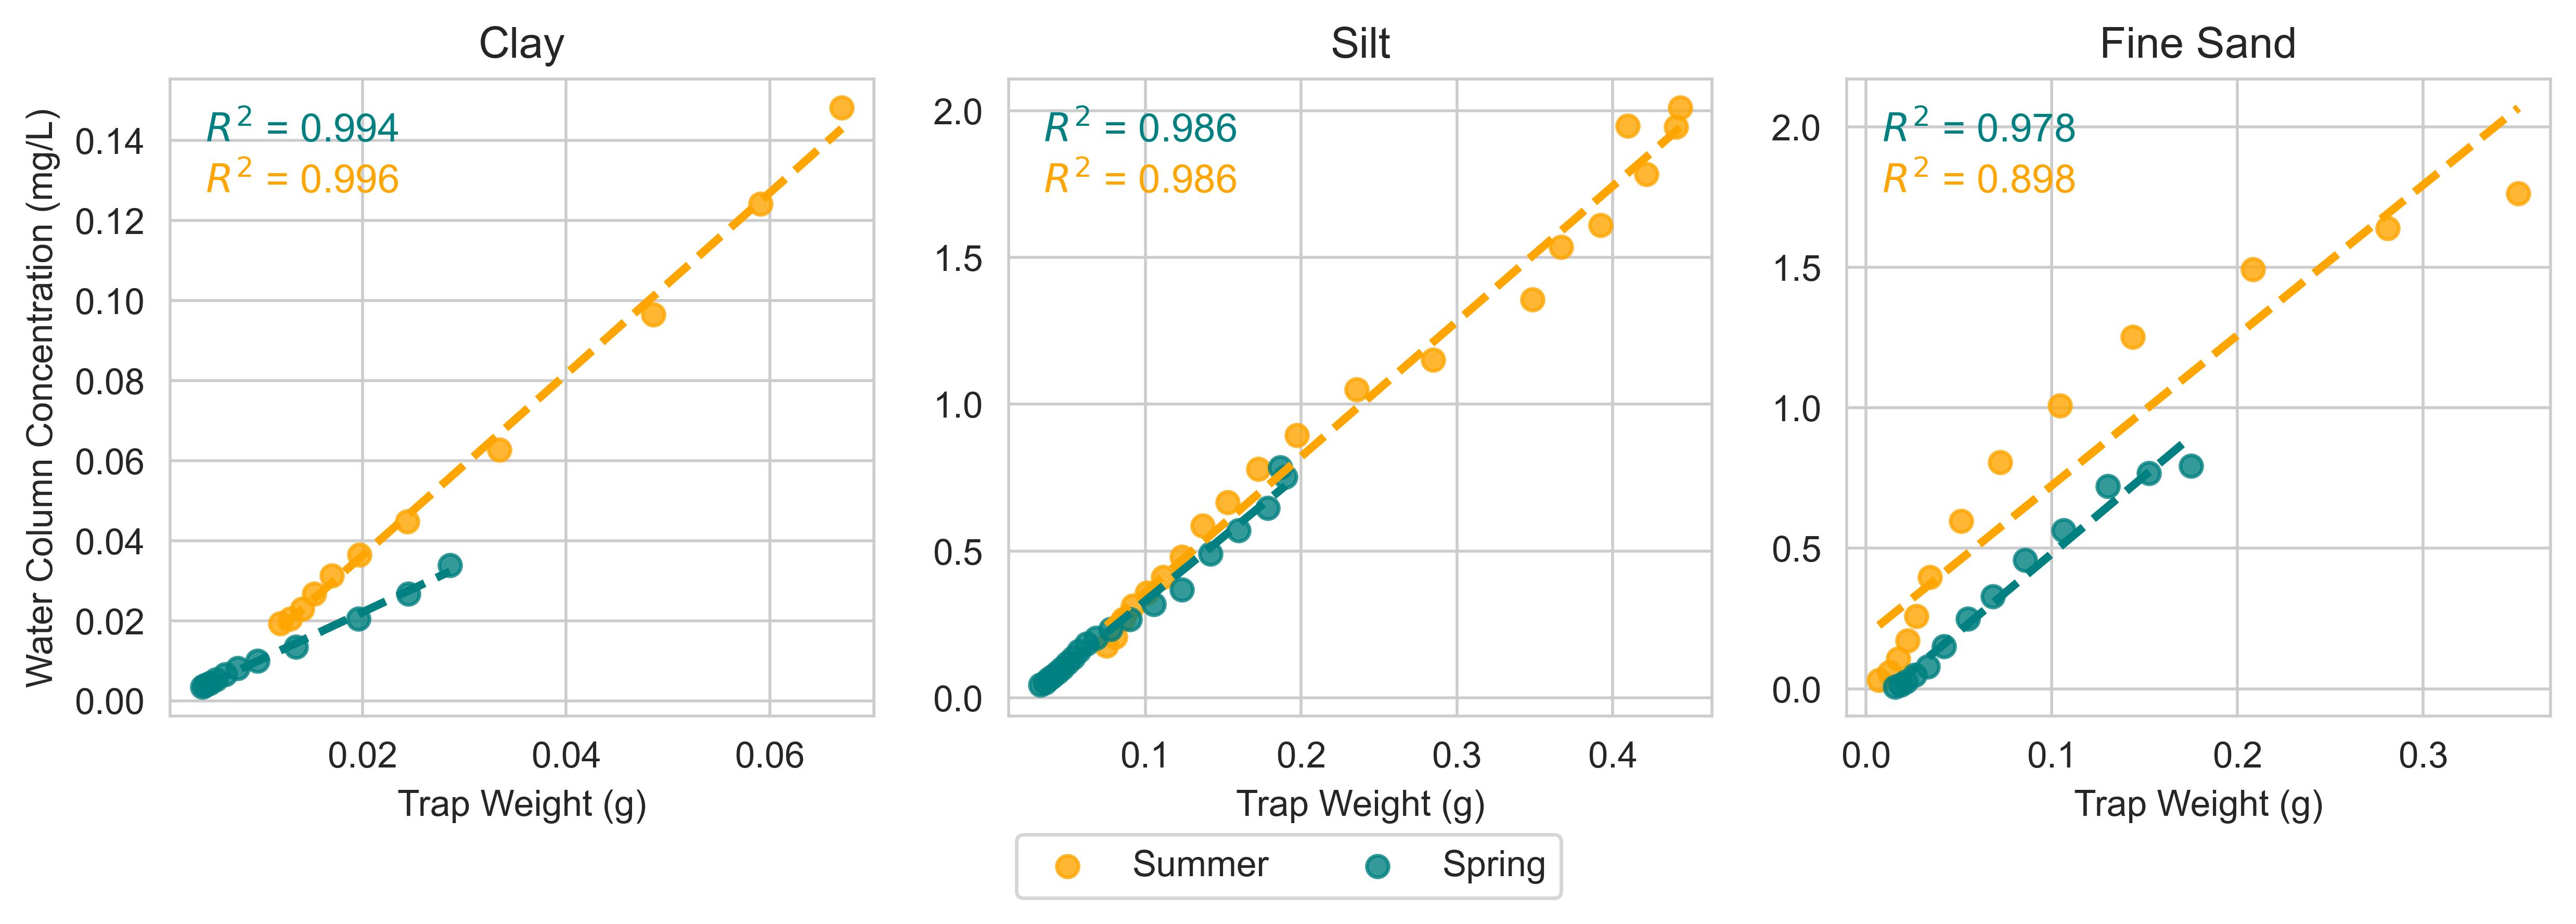 Clay
Silt
Fine Sand
Water Column Concentration (mg/L)
0.14
0.12
0.10
0.08
0.06
0.04
0.02
0.00
R² = 0.994
R² = 0.996
0.02 0.04 0.06
Trap Weight (g)
2.0
1.5
1.0
0.5
0.0
R² = 0.986
R² = 0.986
0.1 0.2 0.3 0.4
Trap Weight (g)
2.0
1.5
1.0
0.5
0.0
R² = 0.978
R² = 0.898
0.0 0.1 0.2 0.3
Trap Weight (g)
Summer Spring